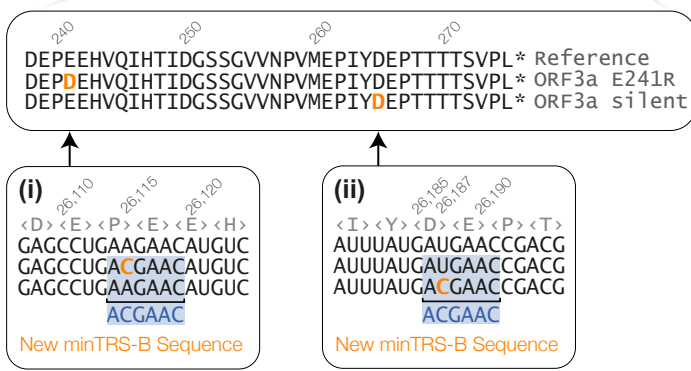 240 250 260 270
DEPEEHVQIHTIDGSSGVVNPVMEPIYDEPTTTTSVPL* Reference
DEPDEHVQIHTIDGSSGVVNPVMEPIYDEPTTTTSVPL* ORF3a E241R
DEPEEHVQIHTIDGSSGVVNPVMEPIYDEPTTTTSVPL* ORF3a silent
(i)
26,110 26,115 26,120
<D> <E> <P> <E> <E> <H>
GAGCCUGAAGAACAUGUC
GAGCCUGACGAACAUGUC
GAGCCUGAAGAACAUGUC
ACGAAC
New minTRS-B Sequence
(ii)
26,185 26,187 26,190
<I> <Y> <D> <E> <P> <T>
AUUUAUGAUGAACCGACG
AUUUAUGAUGAACCGACG
AUUUAUGACGAACCGACG
ACGAAC
New minTRS-B Sequence